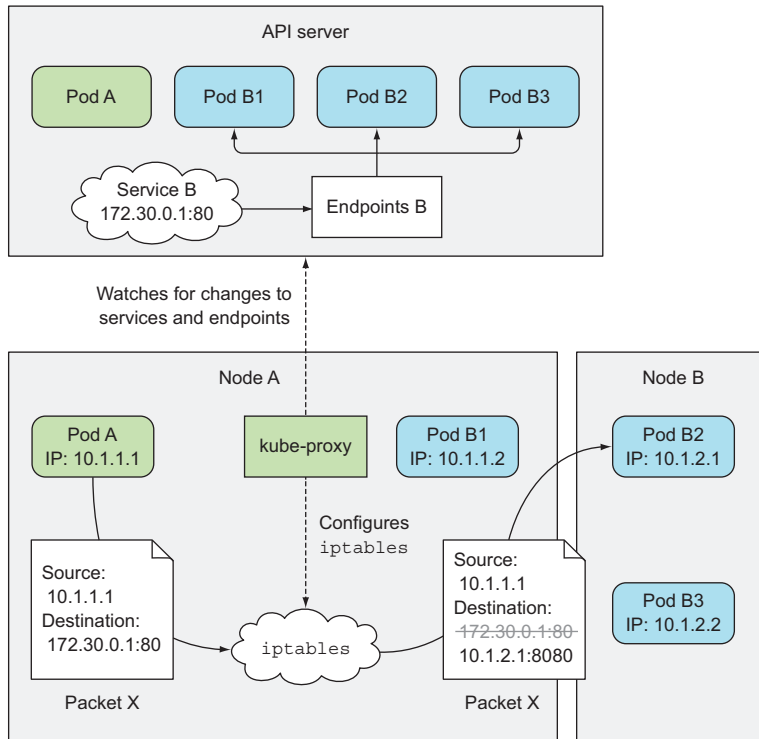 API server
Pod A
Pod B1
Pod B2
Pod B3
Service B
172.30.0.1:80
Endpoints B
Watches for changes to
services and endpoints
Node A
Node B
Pod A
IP: 10.1.1.1
kube-proxy
Pod B1
IP: 10.1.1.2
Pod B2
IP: 10.1.2.1
Configures
iptables
Source:
10.1.1.1
Destination:
172.30.0.1:80
Packet X
iptables
Source:
10.1.1.1
Destination:
172.30.0.1:80
10.1.2.1:8080
Packet X
Pod B3
IP: 10.1.2.2